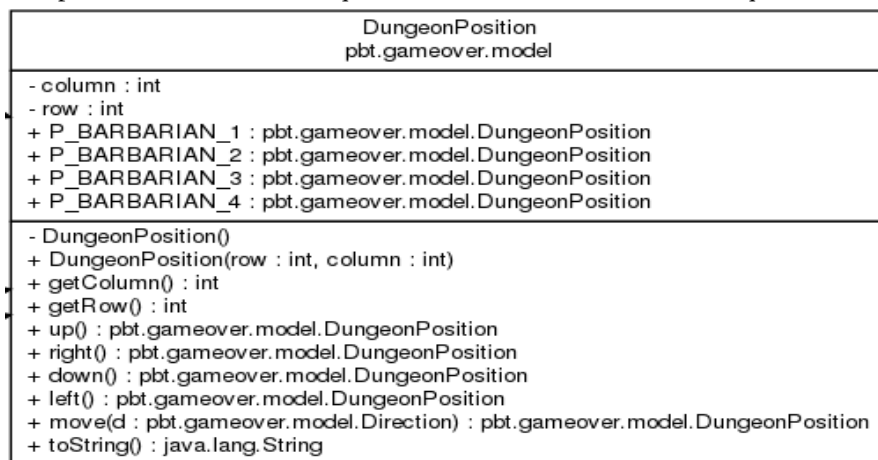 DungeonPosition
pbt.gameover.model
- column : int
- row : int
+ P_BARBARIAN_1 : pbt.gameover.model.DungeonPosition
+ P_BARBARIAN_2 : pbt.gameover.model.DungeonPosition
+ P_BARBARIAN_3 : pbt.gameover.model.DungeonPosition
+ P_BARBARIAN_4 : pbt.gameover.model.DungeonPosition
- DungeonPosition()
+ DungeonPosition(row : int, column : int)
+ getColumn() : int
+ getRow() : int
+ up() : pbt.gameover.model.DungeonPosition
+ right() : pbt.gameover.model.DungeonPosition
+ down() : pbt.gameover.model.DungeonPosition
+ left() : pbt.gameover.model.DungeonPosition
+ move(d : pbt.gameover.model.Direction) : pbt.gameover.model.DungeonPosition
+ toString() : java.lang.String